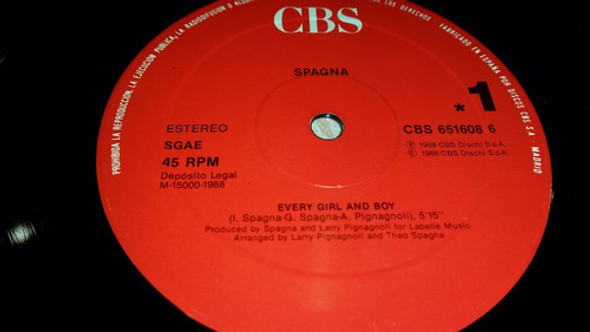 PROHIBIDA LA REPRODUCCION, LA EJECUCION PUBLICA, LA RADIODIFUSION O
DE LOS DERECHOS
FABRICADO EN ESPAÑA POR DISCOS CBS S.A. MADRID
CBS
SPAGNA
*1
ESTEREO
SGAE
45 RPM
Depósito Legal
M-15000-1988
CBS 651608 6
℗ 1988 CBS Dischi S.p.A.
© 1988 CBS Dischi S.p.A.
EVERY GIRL AND BOY
(I. Spagna-G. Spagna-A. Pignagnoli), 5'15"
Produced by Spagna and Larry Pignagnoli for Labelle Music
Arranged by Larry Pignagnoli and Theo Spagna